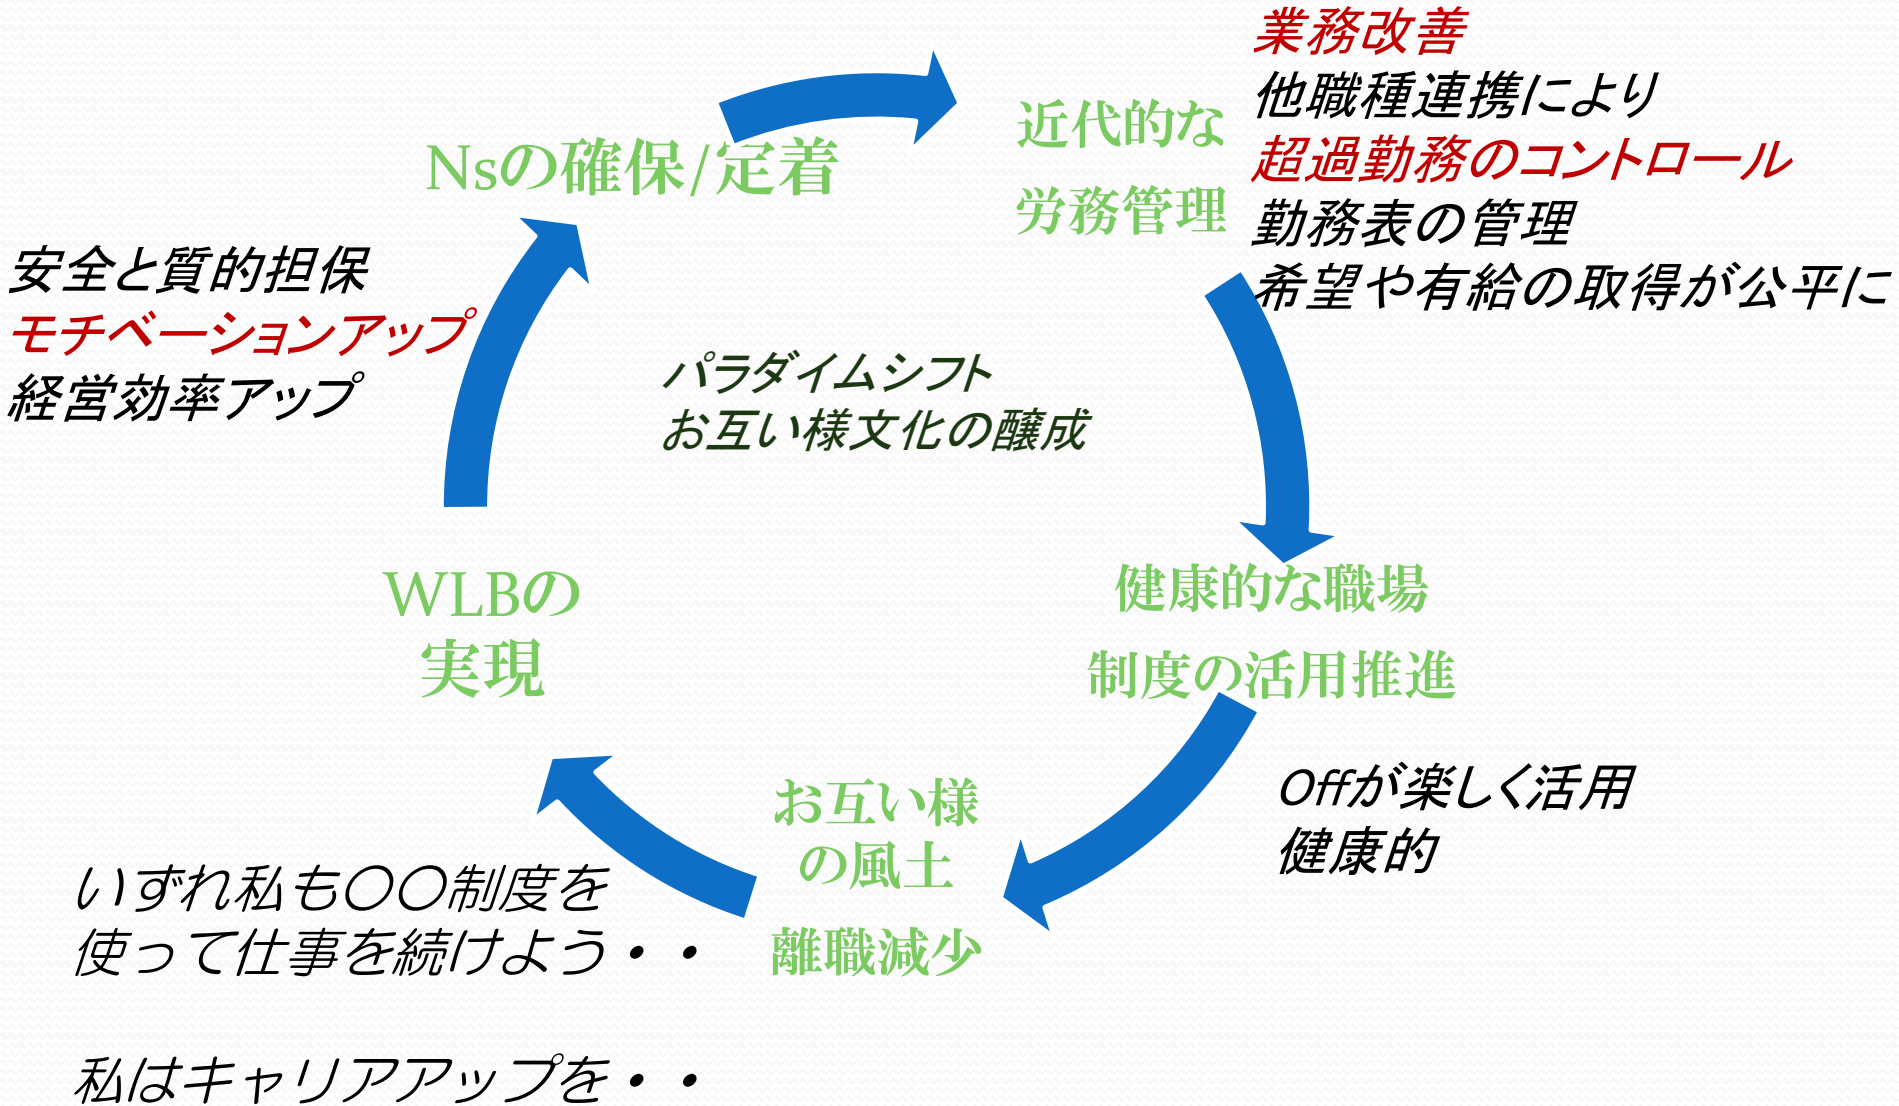 Nsの確保/定着
近代的な
労務管理
業務改善
他職種連携により
超過勤務のコントロール
勤務表の管理
希望や有給の取得が公平に
安全と質的担保
モチベーションアップ
経営効率アップ
パラダイムシフト
お互い様文化の醸成
WLBの
実現
健康的な職場
制度の活用推進
Offが楽しく活用
健康的
お互い様
の風土
離職減少
いずれ私も〇〇制度を
使って仕事を続けよう・・
私はキャリアアップを・・